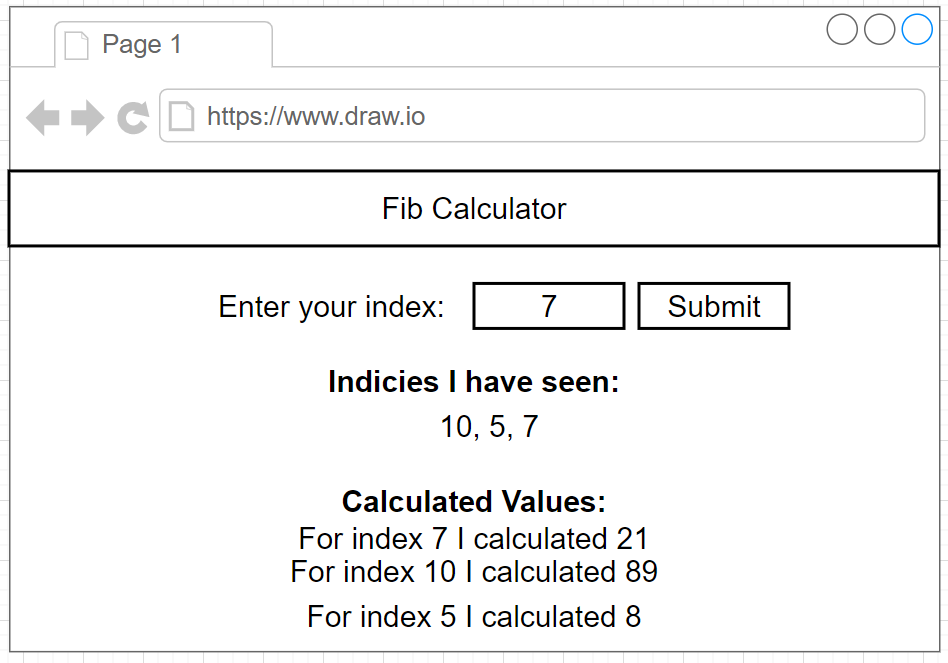 Page 1
https://www.draw.io
Fib Calculator
Enter your index: 7 Submit
Indicies I have seen:
10, 5, 7
Calculated Values:
For index 7 I calculated 21
For index 10 I calculated 89
For index 5 I calculated 8